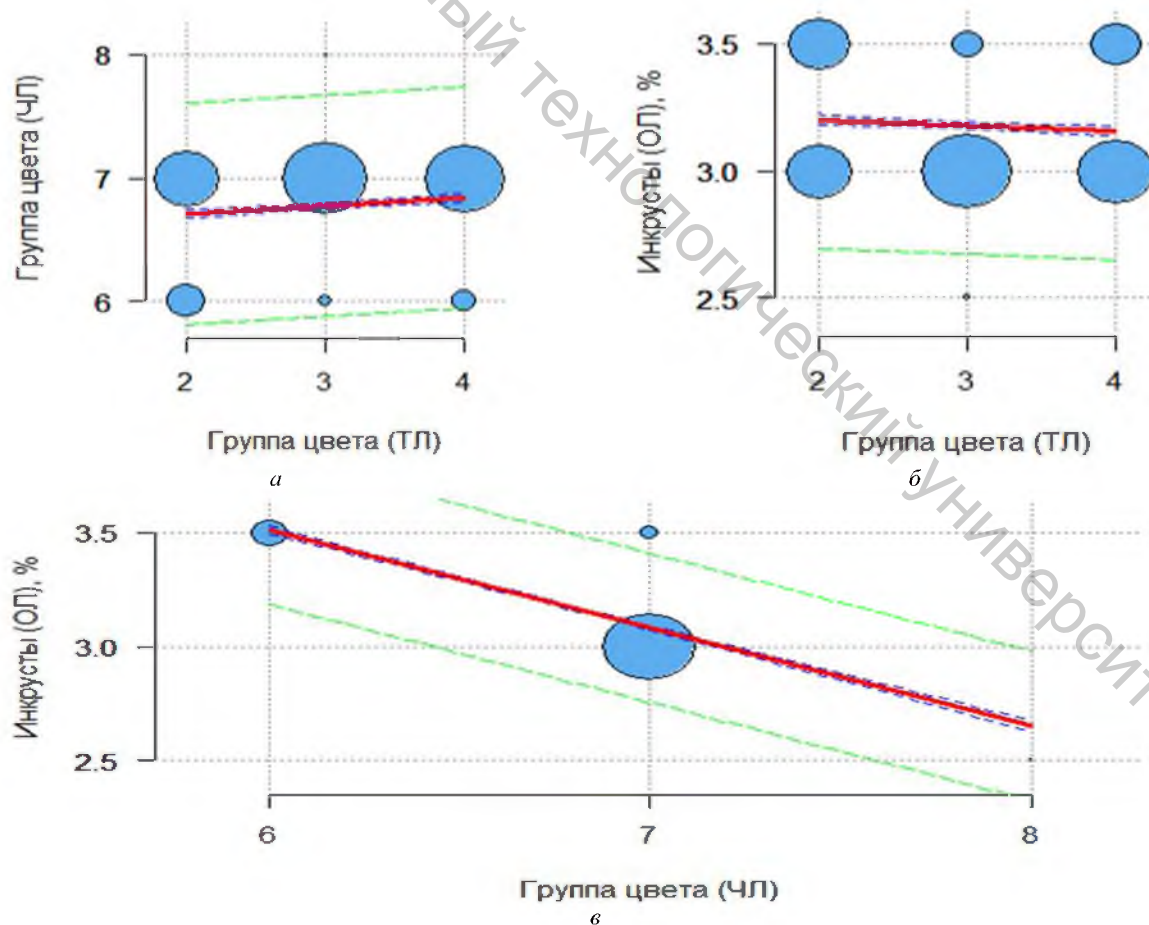 Группа цвета (ЧЛ)
8
7
6
2 3 4
Группа цвета (ТЛ)
а
Инкрусты (ОЛ), %
3.5
3.0
2.5
2 3 4
Группа цвета (ТЛ)
б
Инкрусты (ОЛ), %
3.5
3.0
2.5
6 7 8
Группа цвета (ЧЛ)
в
технологический университ